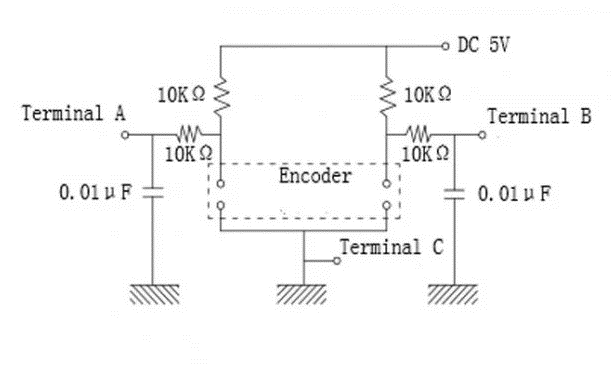 DC 5V
10KΩ
10KΩ
Terminal A
Terminal B
10KΩ
10KΩ
Encoder
0.01μF
0.01μF
Terminal C